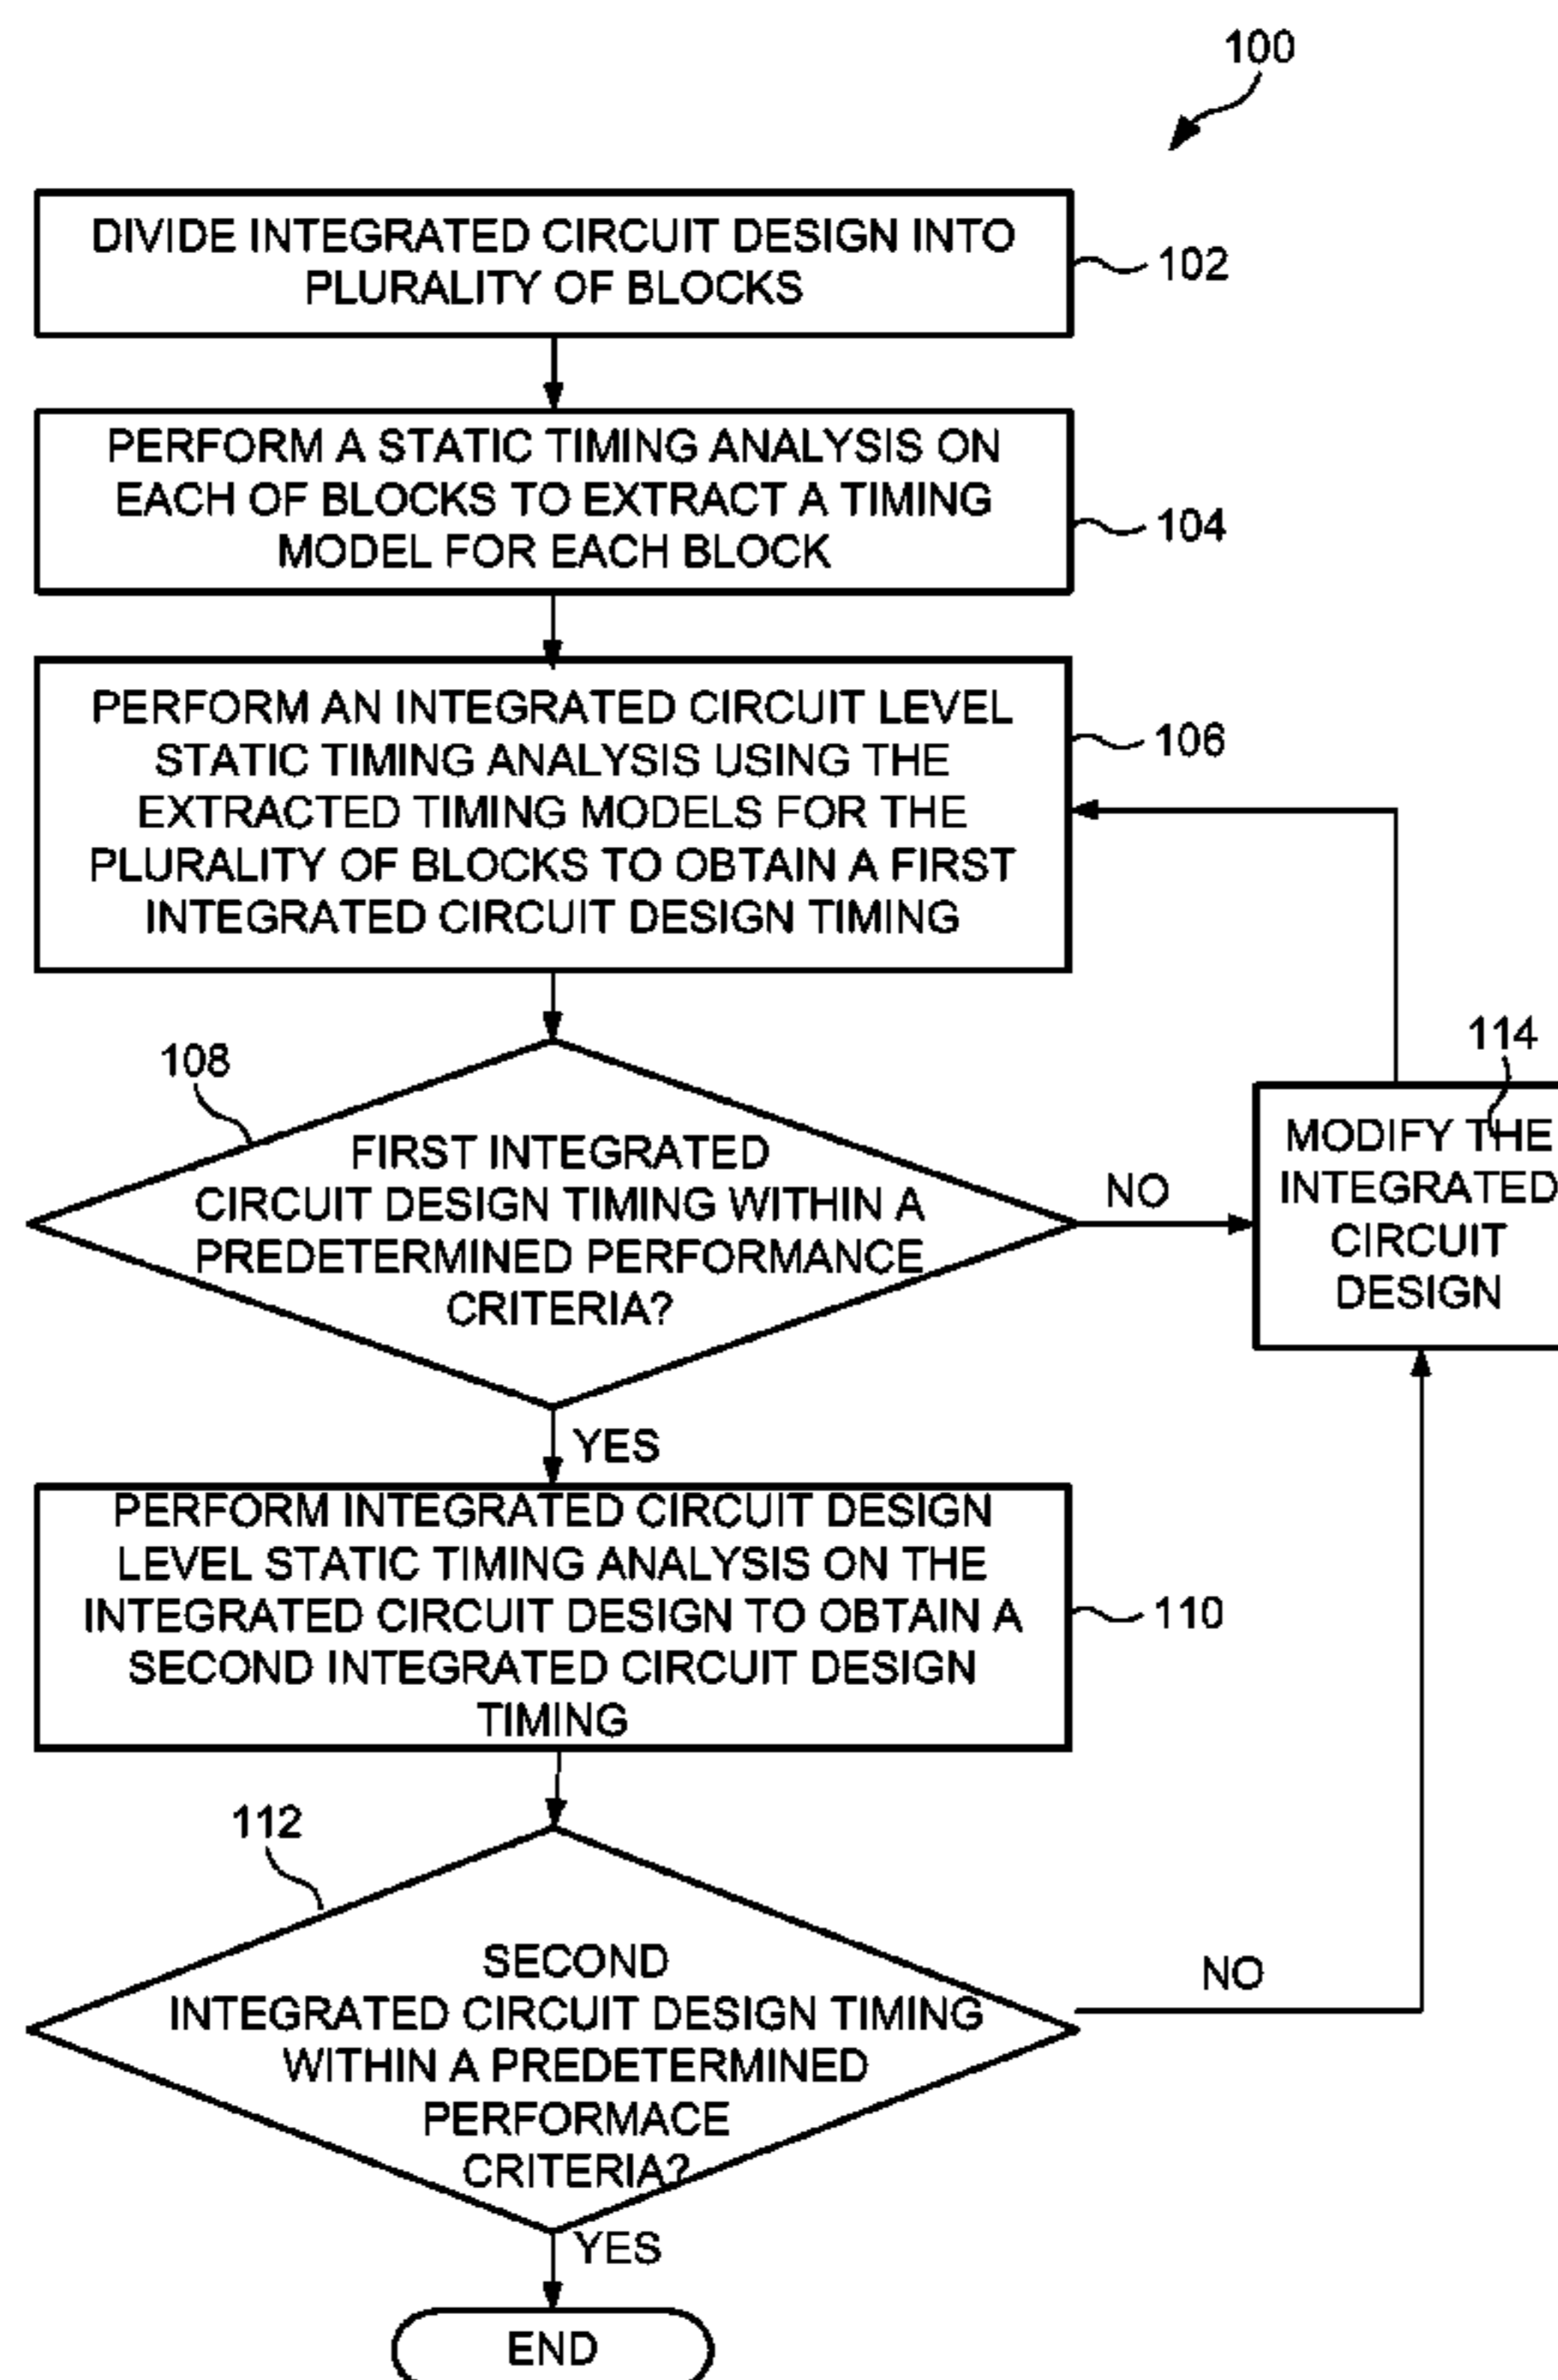 100
DIVIDE INTEGRATED CIRCUIT DESIGN INTO
PLURALITY OF BLOCKS
102
PERFORM A STATIC TIMING ANALYSIS ON
EACH OF BLOCKS TO EXTRACT A TIMING
MODEL FOR EACH BLOCK
104
PERFORM AN INTEGRATED CIRCUIT LEVEL
STATIC TIMING ANALYSIS USING THE
EXTRACTED TIMING MODELS FOR THE
PLURALITY OF BLOCKS TO OBTAIN A FIRST
INTEGRATED CIRCUIT DESIGN TIMING
106
108
FIRST INTEGRATED
CIRCUIT DESIGN TIMING WITHIN A
PREDETERMINED PERFORMANCE
CRITERIA?
NO
114
MODIFY THE
INTEGRATED
CIRCUIT
DESIGN
YES
PERFORM INTEGRATED CIRCUIT DESIGN
LEVEL STATIC TIMING ANALYSIS ON THE
INTEGRATED CIRCUIT DESIGN TO OBTAIN A
SECOND INTEGRATED CIRCUIT DESIGN
TIMING
110
112
SECOND
INTEGRATED CIRCUIT DESIGN TIMING
WITHIN A PREDETERMINED
PERFORMACE
CRITERIA?
NO
YES
END